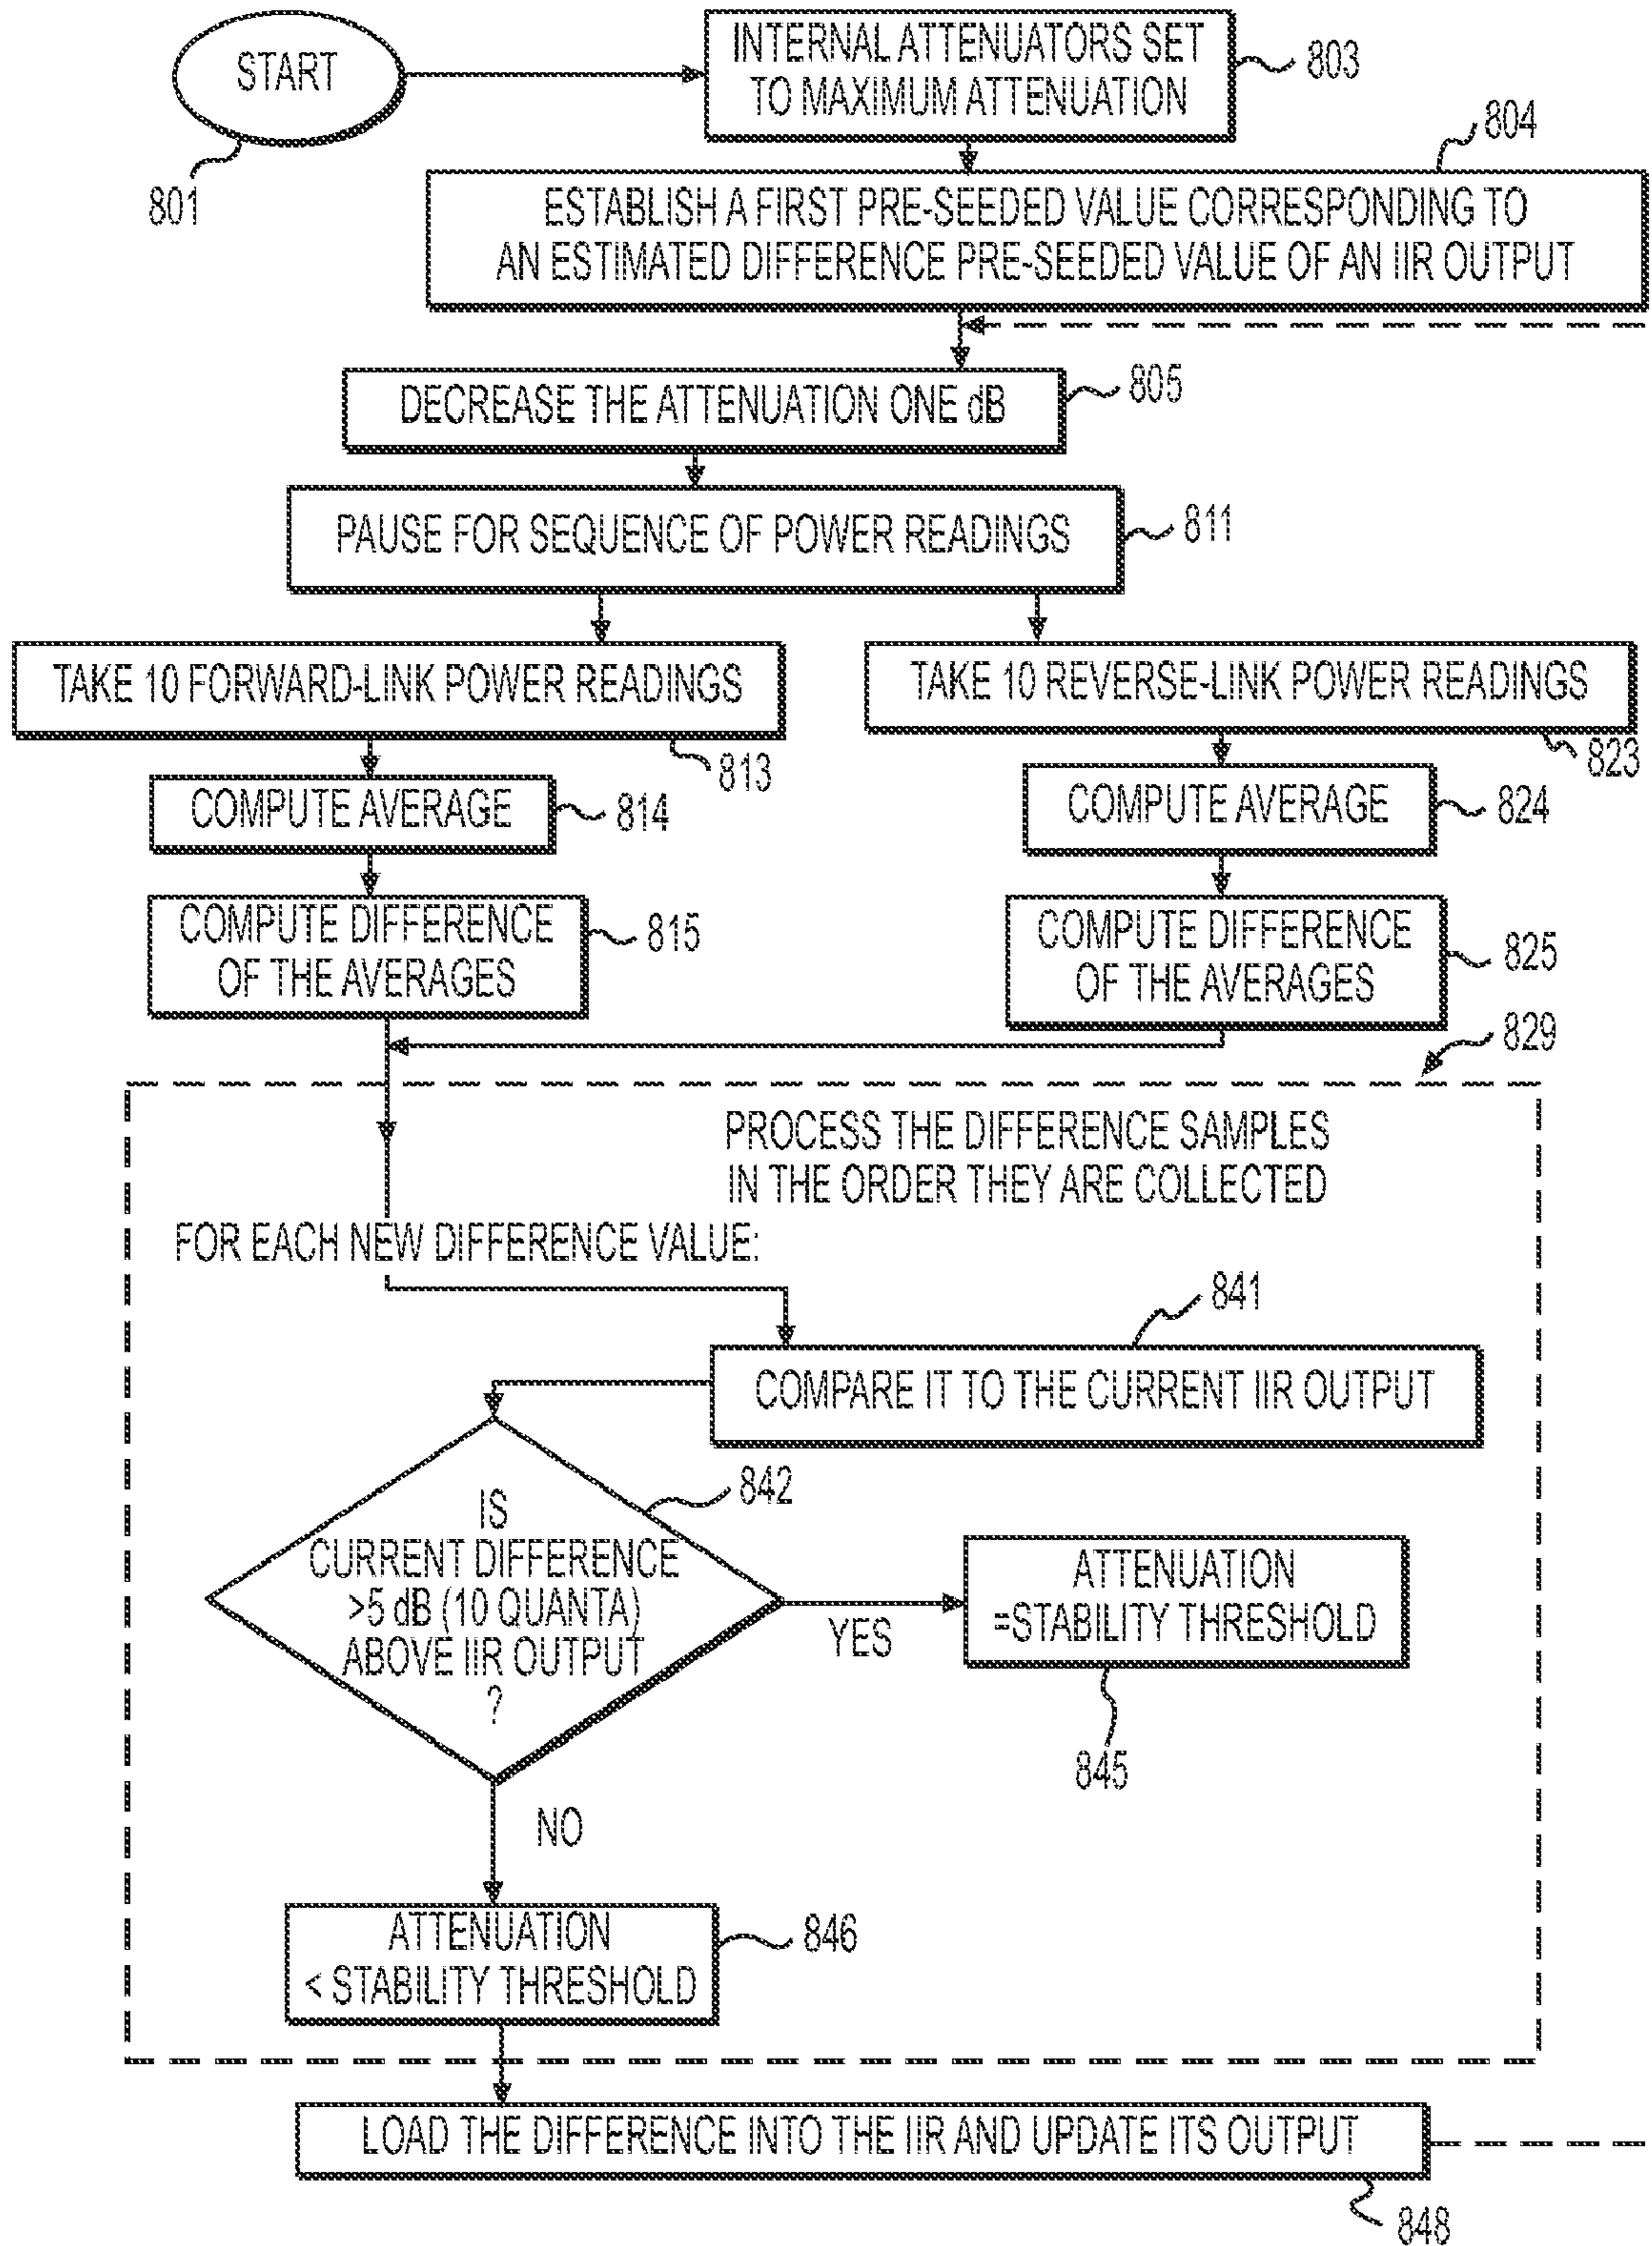 START
801
INTERNAL ATTENUATORS SET
TO MAXIMUM ATTENUATION
803
804
ESTABLISH A FIRST PRE-SEEDED VALUE CORRESPONDING TO
AN ESTIMATED DIFFERENCE PRE-SEEDED VALUE OF AN IIR OUTPUT
DECREASE THE ATTENUATION ONE dB
805
PAUSE FOR SEQUENCE OF POWER READINGS
811
TAKE 10 FORWARD-LINK POWER READINGS
813
TAKE 10 REVERSE-LINK POWER READINGS
823
COMPUTE AVERAGE
814
COMPUTE AVERAGE
824
COMPUTE DIFFERENCE
OF THE AVERAGES
815
COMPUTE DIFFERENCE
OF THE AVERAGES
825
829
PROCESS THE DIFFERENCE SAMPLES
IN THE ORDER THEY ARE COLLECTED
FOR EACH NEW DIFFERENCE VALUE:
841
COMPARE IT TO THE CURRENT IIR OUTPUT
842
IS
CURRENT DIFFERENCE
>5 dB (10 QUANTA)
ABOVE IIR OUTPUT
?
YES
ATTENUATION
=STABILITY THRESHOLD
845
NO
ATTENUATION
< STABILITY THRESHOLD
846
LOAD THE DIFFERENCE INTO THE IIR AND UPDATE ITS OUTPUT
848